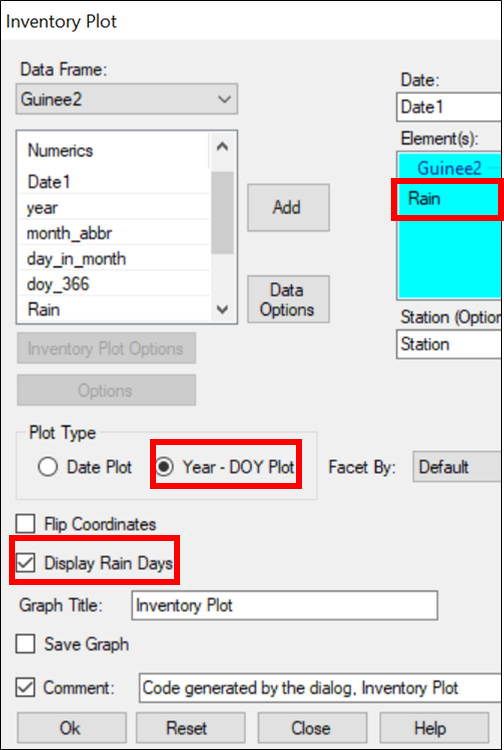 Inventory Plot
Data Frame:
Guinee2
Numerics
Date1
year
month_abbr
day_in_month
doy_366
Rain
Add
Data
Options
Date:
Date1
Element(s):
Guinee2
Rain
Station (Option
Station
Inventory Plot Options
Options
Plot Type
Date Plot
Year - DOY Plot
Facet By:
Default
Flip Coordinates
Display Rain Days
Graph Title:
Inventory Plot
Save Graph
Comment:
Code generated by the dialog, Inventory Plot
Ok
Reset
Close
Help